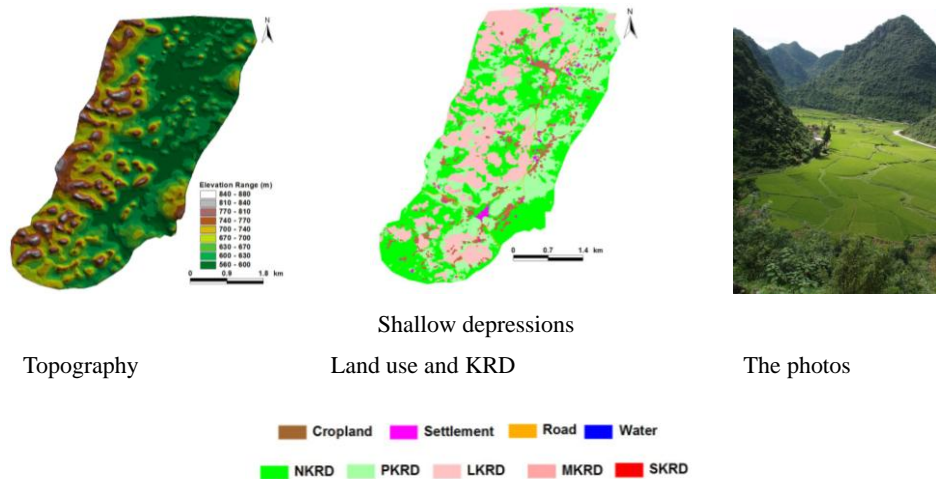 N
N
Elevation Range (m)
840 - 880
810 - 840
770 - 810
740 - 770
700 - 740
670 - 700
630 - 670
600 - 630
560 - 600
0 0.9 1.8 km
0 0.7 1.4 km
Shallow depressions
Topography Land use and KRD The photos
Cropland Settlement Road Water
NKRD PKRD LKRD MKRD SKRD